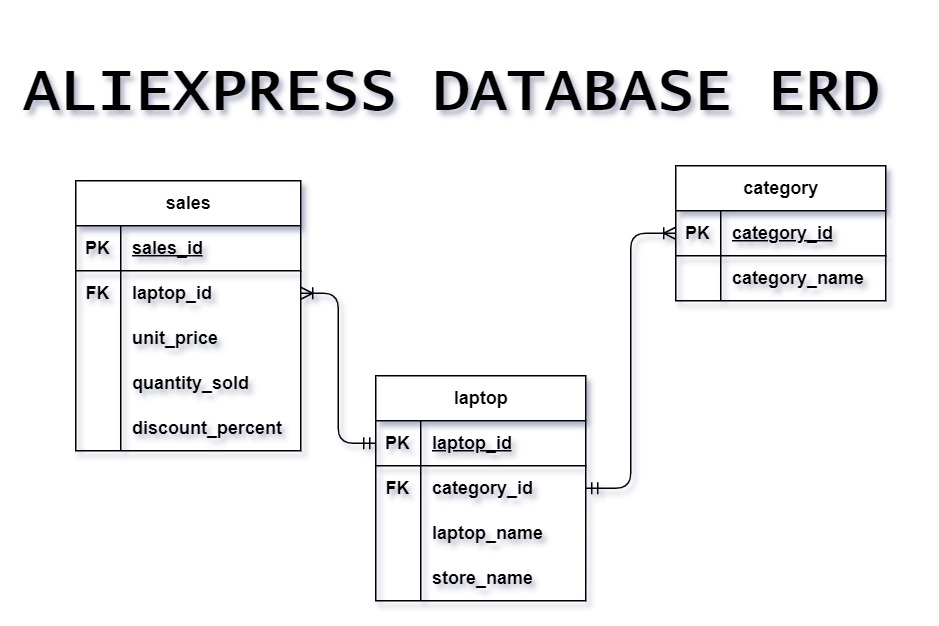 ALIEXPRESS DATABASE ERD
sales
PK sales_id
FK laptop_id
unit_price
quantity_sold
discount_percent
category
PK category_id
category_name
laptop
PK laptop_id
FK category_id
laptop_name
store_name